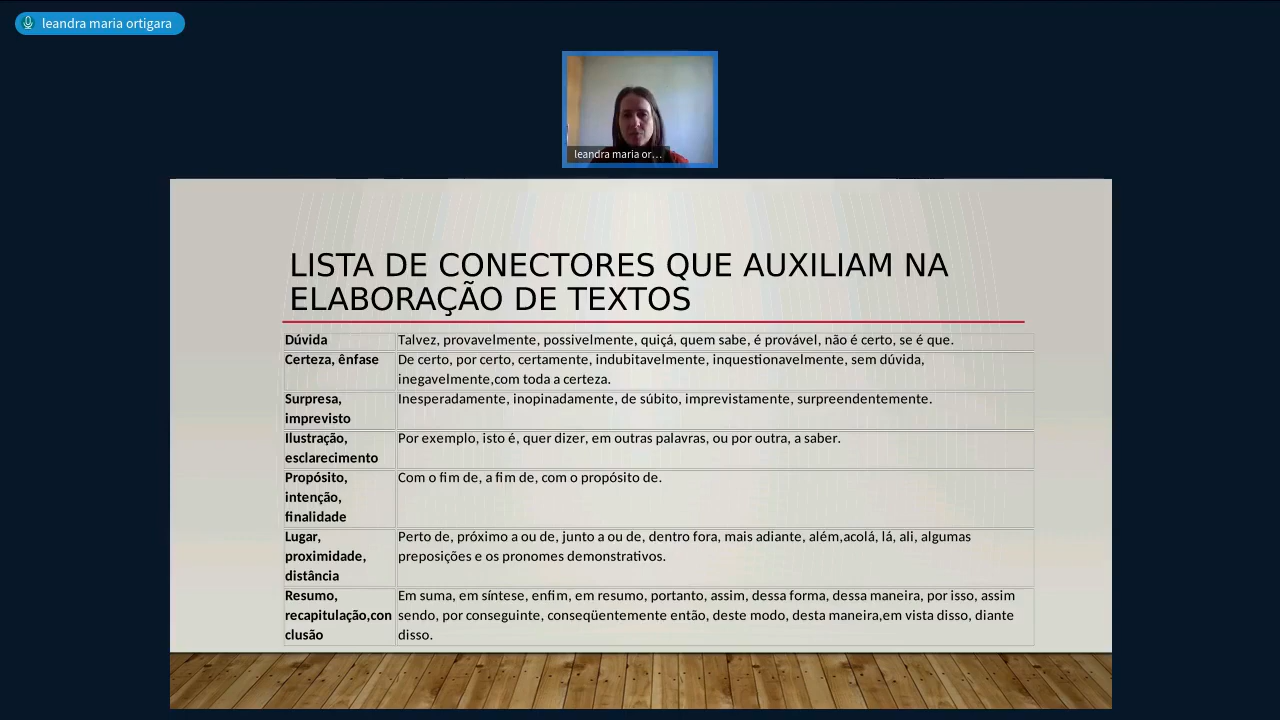 leandra maria ortigara
leandra maria or…
LISTA DE CONECTORES QUE AUXILIAM NA
ELABORAÇÃO DE TEXTOS
Dúvida
Talvez, provavelmente, possivelmente, quiçá, quem sabe, é provável, não é certo, se é que.
Certeza, ênfase
De certo, por certo, certamente, indubitavelmente, inquestionavelmente, sem dúvida,
inegavelmente,com toda a certeza.
Surpresa,
imprevisto
Inesperadamente, inopinadamente, de súbito, imprevistamente, surpreendentemente.
Ilustração,
esclarecimento
Por exemplo, isto é, quer dizer, em outras palavras, ou por outra, a saber.
Propósito,
intenção,
finalidade
Com o fim de, a fim de, com o propósito de.
Lugar,
proximidade,
distância
Perto de, próximo a ou de, junto a ou de, dentro fora, mais adiante, além,acolá, lá, ali, algumas
preposições e os pronomes demonstrativos.
Resumo,
recapitulação,con
clusão
Em suma, em síntese, enfim, em resumo, portanto, assim, dessa forma, dessa maneira, por isso, assim
sendo, por conseguinte, conseqüentemente então, deste modo, desta maneira,em vista disso, diante
disso.